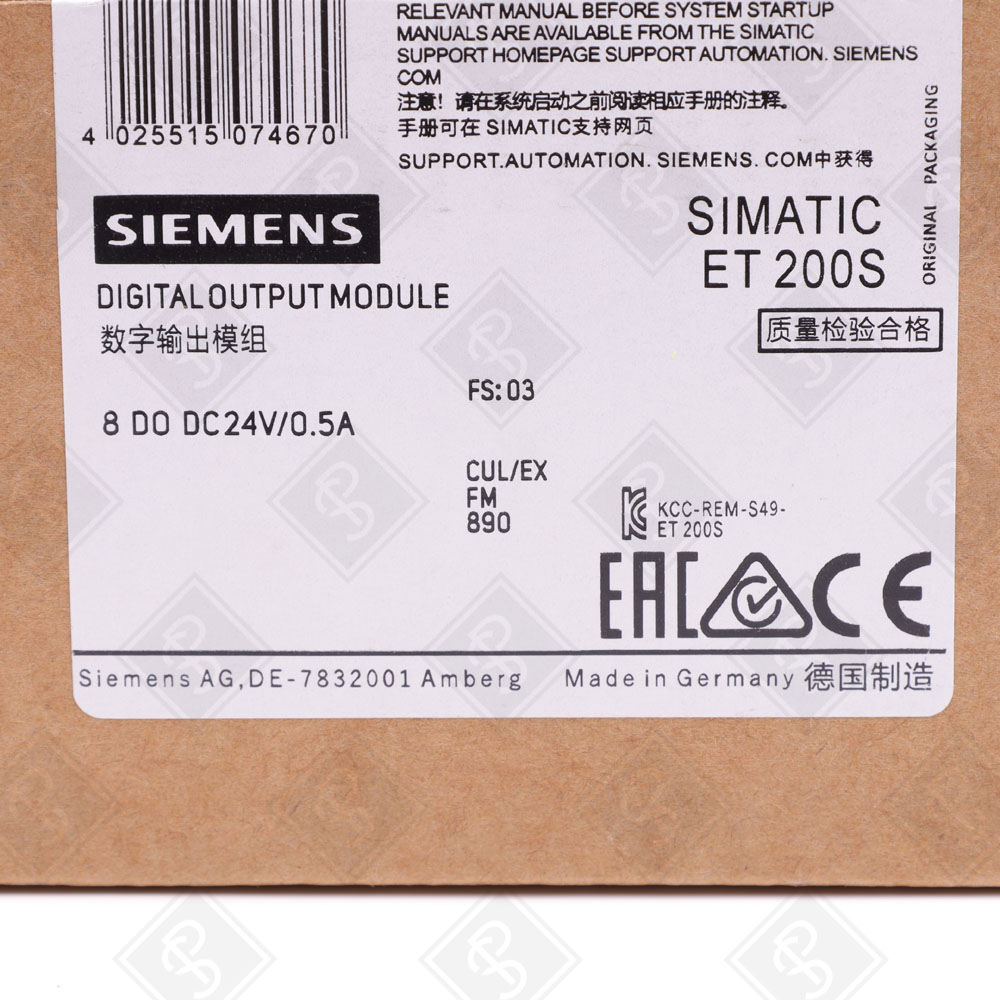 RELEVANT MANUAL BEFORE SYSTEM STARTUP
MANUALS ARE AVAILABLE FROM THE SIMATIC
SUPPORT HOMEPAGE SUPPORT AUTOMATION. SIEMENS
COM
注意！请在系统启动之前阅读相应手册的注释。
手册可在 SIMATIC支持网页
SUPPORT.AUTOMATION. SIEMENS. COM中获得
4 025515 074670
ORIGINAL PACKAGING
SIEMENS
SIMATIC
ET 200S
DIGITAL OUTPUT MODULE
数字输出模组
质量检验合格
FS: 03
8 DO DC24V/0.5A
CUL/EX
FM
890
KCC-REM-S49-
ET 200S
EAC CE
Siemens AG,DE-7832001 Amberg Made in Germany 德国制造